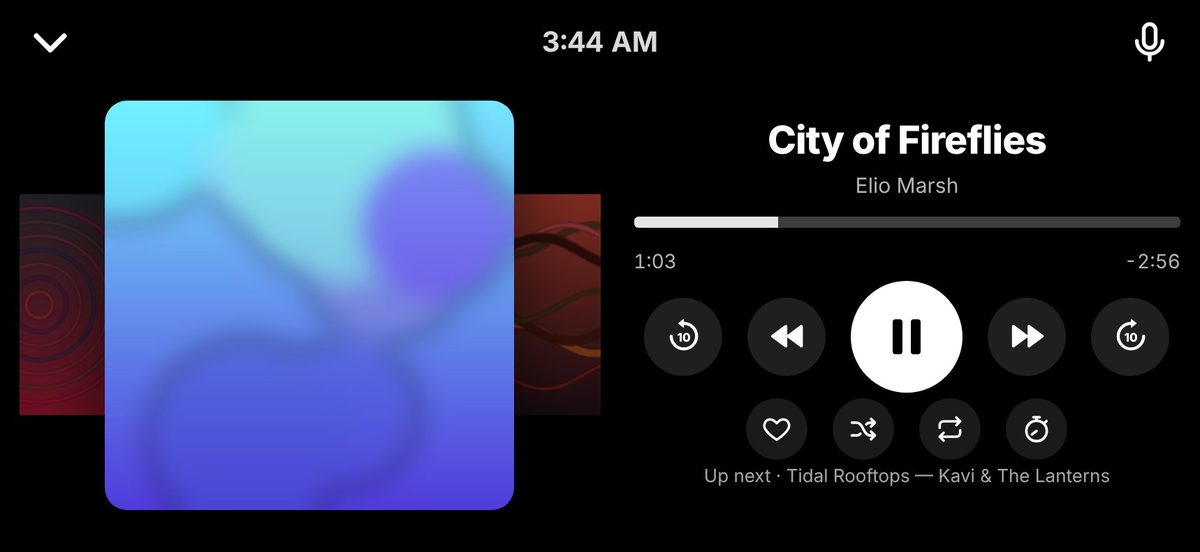 3:44 AM
City of Fireflies
Elio Marsh
1:03
-2:56
10
10
Up next · Tidal Rooftops — Kavi & The Lanterns